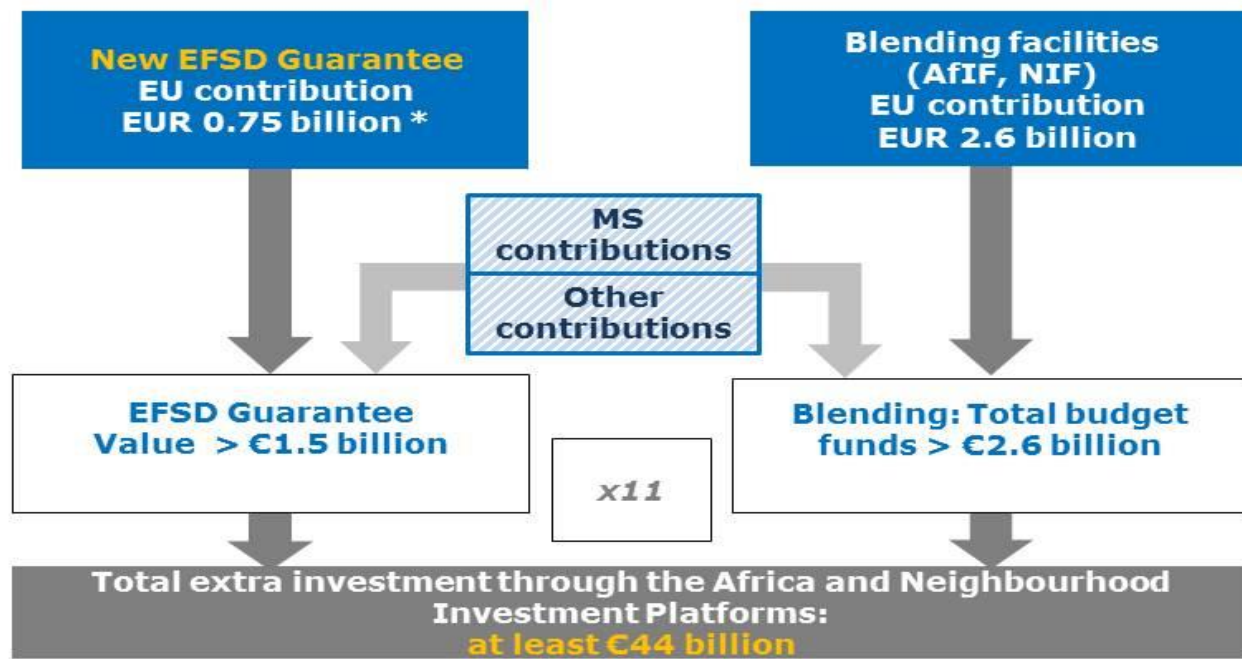 New EFSD Guarantee
EU contribution
EUR 0.75 billion *
Blending facilities
(AfIF, NIF)
EU contribution
EUR 2.6 billion
MS
contributions
Other
contributions
EFSD Guarantee
Value > €1.5 billion
x11
Blending: Total budget
funds > €2.6 billion
Total extra investment through the Africa and Neighbourhood
Investment Platforms:
at least €44 billion